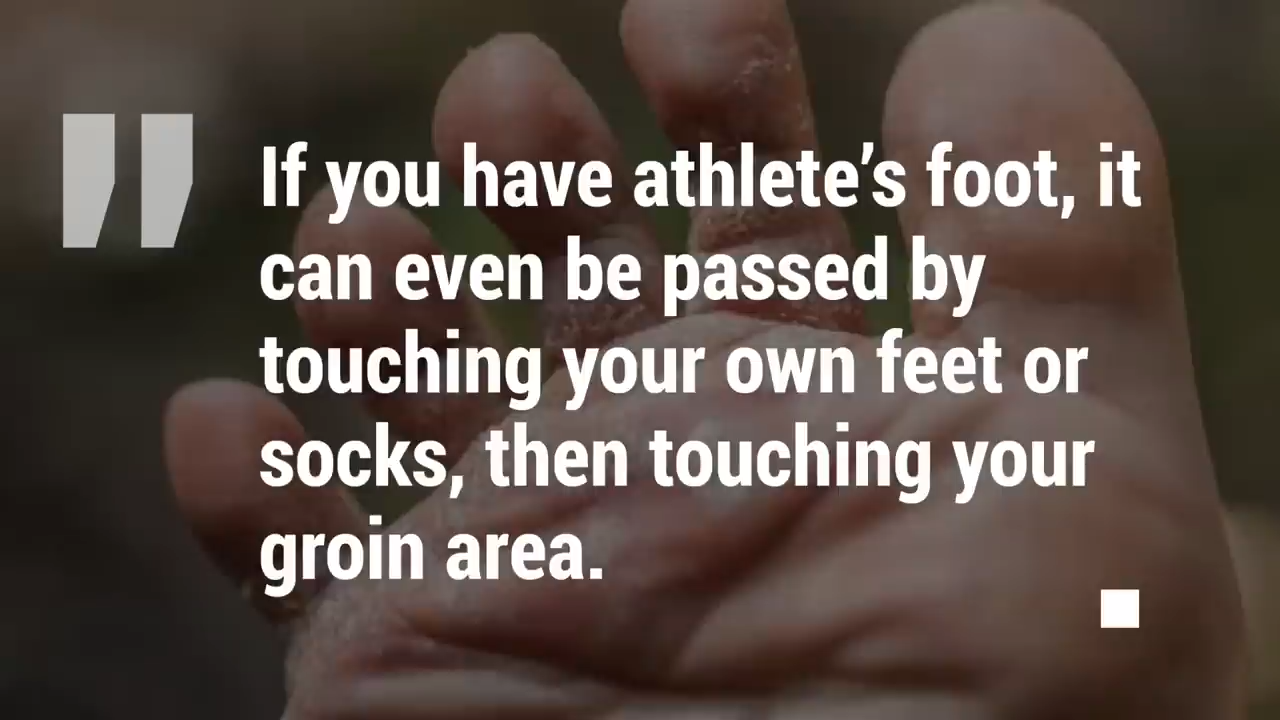 "
If you have athlete’s foot, it
can even be passed by
touching your own feet or
socks, then touching your
groin area.